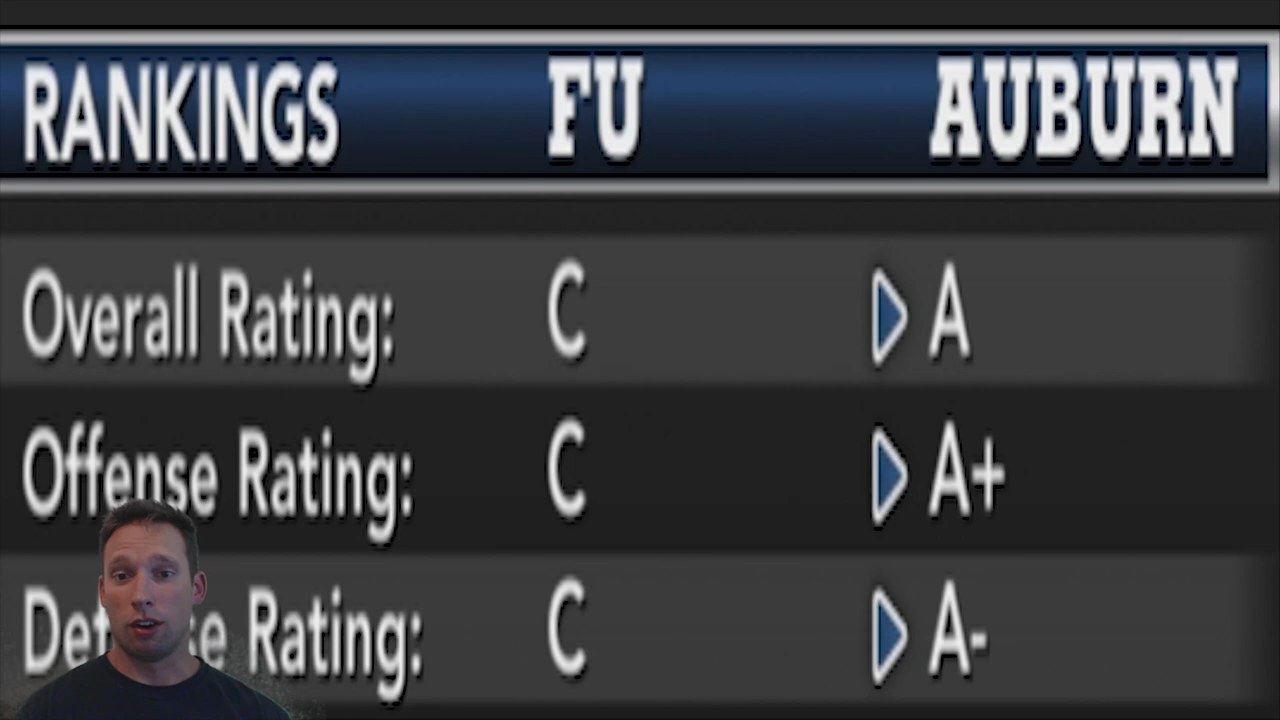 RANKINGS FU AUBURN
Overall Rating: C A
Offense Rating: C A+
Rating: C A-